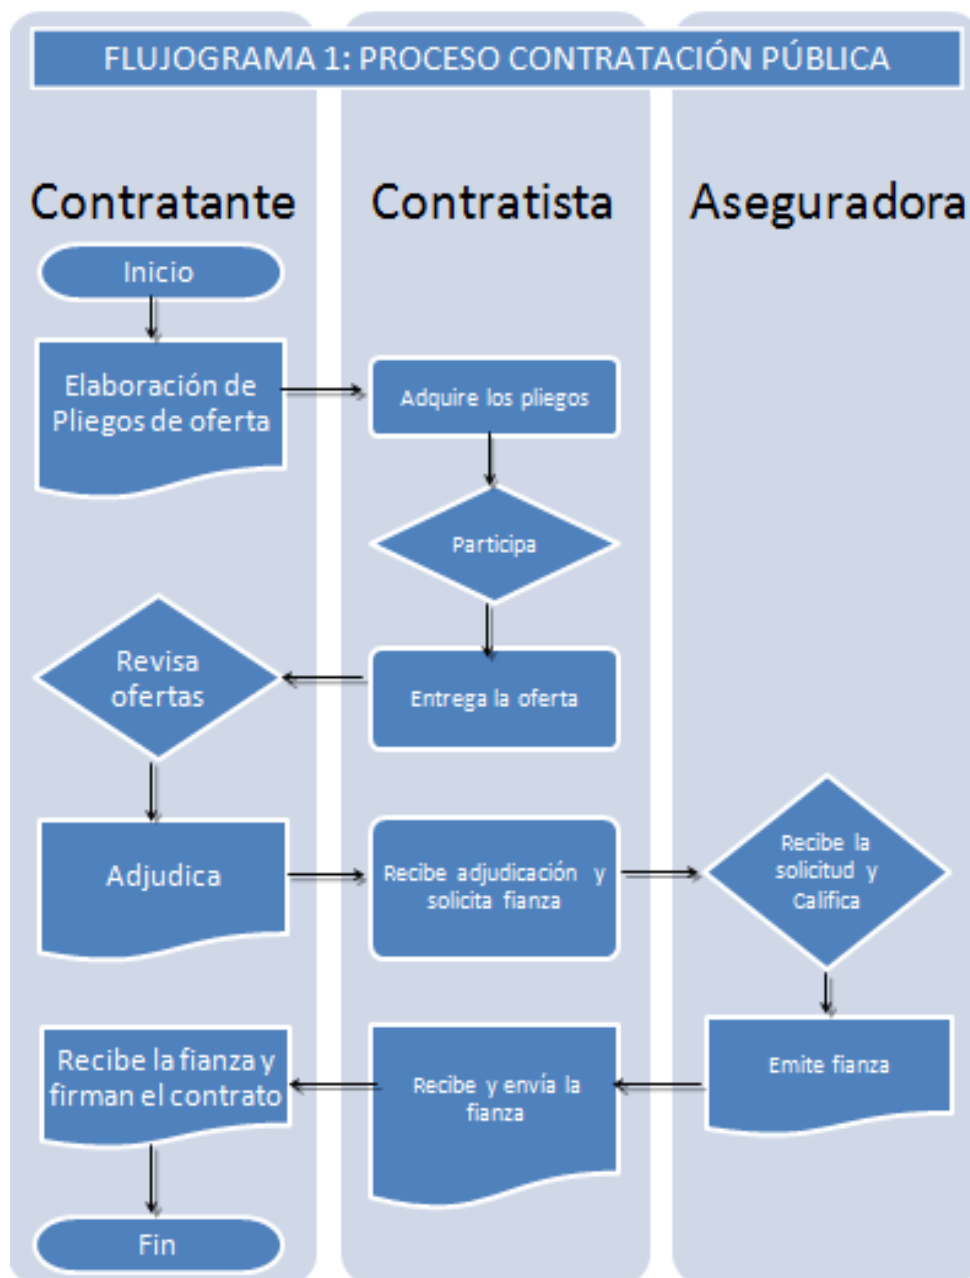 FLUJOGRAMA 1: PROCESO CONTRATACIÓN PÚBLICA
Contratante
Contratista
Aseguradora
Inicio
Elaboración de
Pliegos de oferta
Adquire los pliegos
Participa
Revisa
ofertas
Entrega la oferta
Adjudica
Recibe adjudicación y
solicita fianza
Recibe la
solicitud y
Califica
Recibe la fianza y
firman el contrato
Recibe y envía la
fianza
Emite fianza
Fin